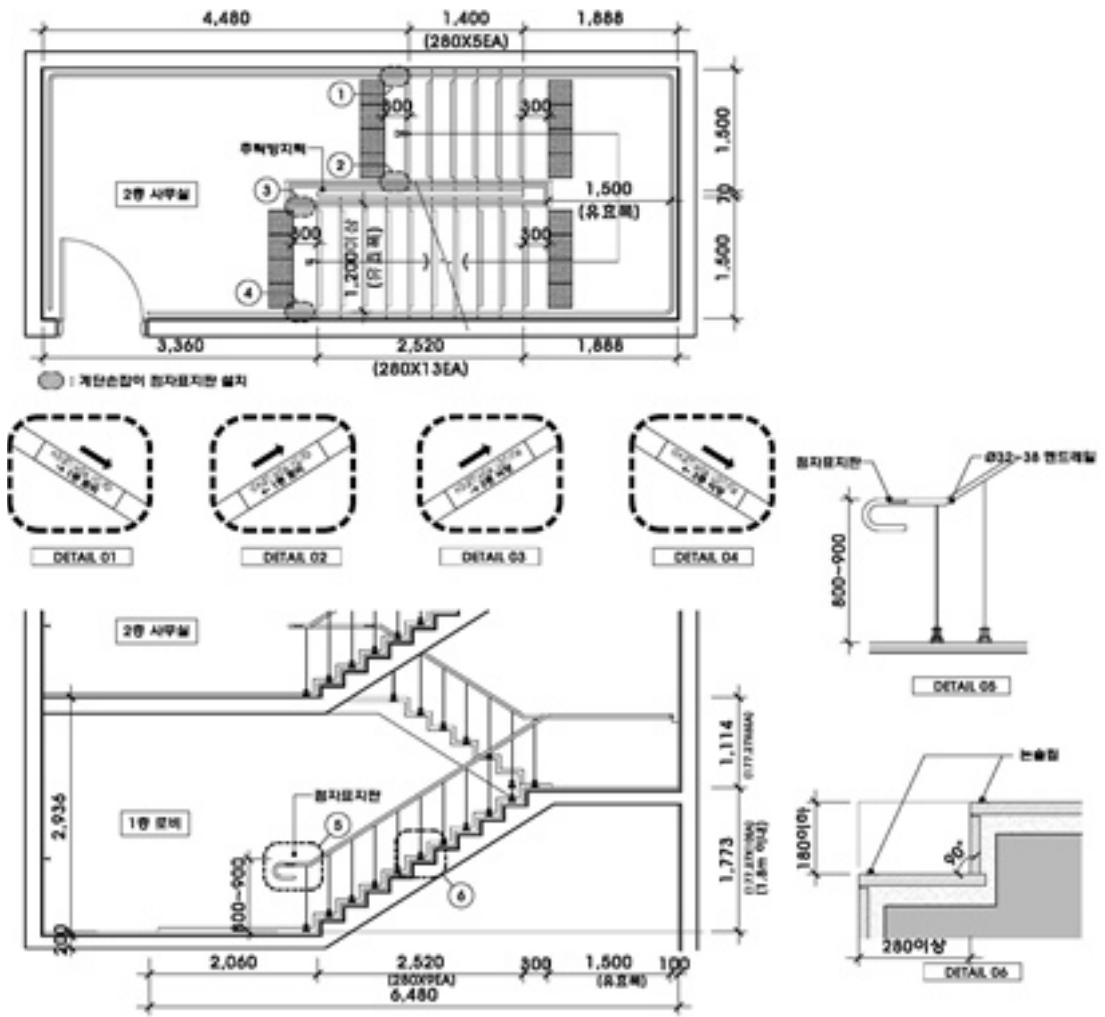 4,480
1,400
(280X5EA)
1,888
1
300
300
1,500
추락방지턱
2
3
2층 사무실
1,500
(유효폭)
70
300
1,200이상
(유효폭)
300
1,500
4
3,360
2,520
(280X13EA)
1,888
: 계단손잡이 점자표지판 설치
DETAIL 01
DETAIL 02
DETAIL 03
DETAIL 04
점자표지판
Ø32~38 핸드레일
800~900
DETAIL 05
2층 사무실
1,114
2,936
점자표지판
1층 로비
5
800~900
6
1,773
(1.8m 이내)
200
2,060
2,520
(280X9EA)
300
1,500
(유효폭)
100
6,480
논슬립
180이하
90°
280이상
DETAIL 06